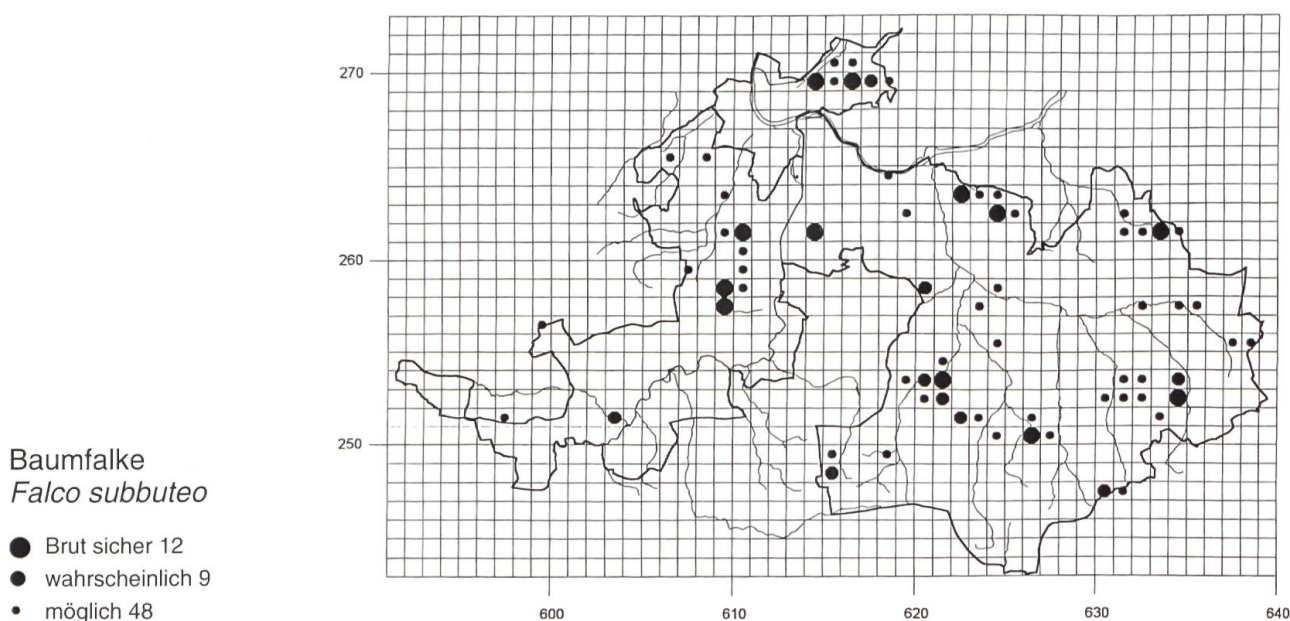 270
260
250
Baumfalke
Falco subbuteo
Brut sicher 12
wahrscheinlich 9
möglich 48
600 610 620 630 640